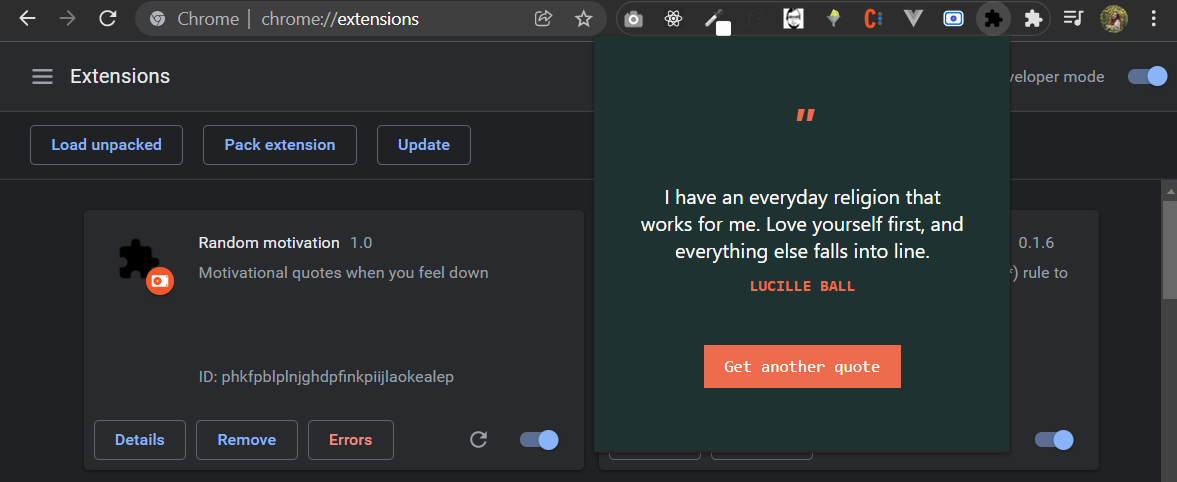 Chrome | chrome://extensions
Extensions
veloper mode
Load unpacked
Pack extension
Update
Random motivation 1.0
Motivational quotes when you feel down
ID: phkfpblplnjghdpfinkpiijlaokealep
Details
Remove
Errors
"
I have an everyday religion that
works for me. Love yourself first, and
everything else falls into line.
LUCILLE BALL
Get another quote
0.1.6
*) rule to